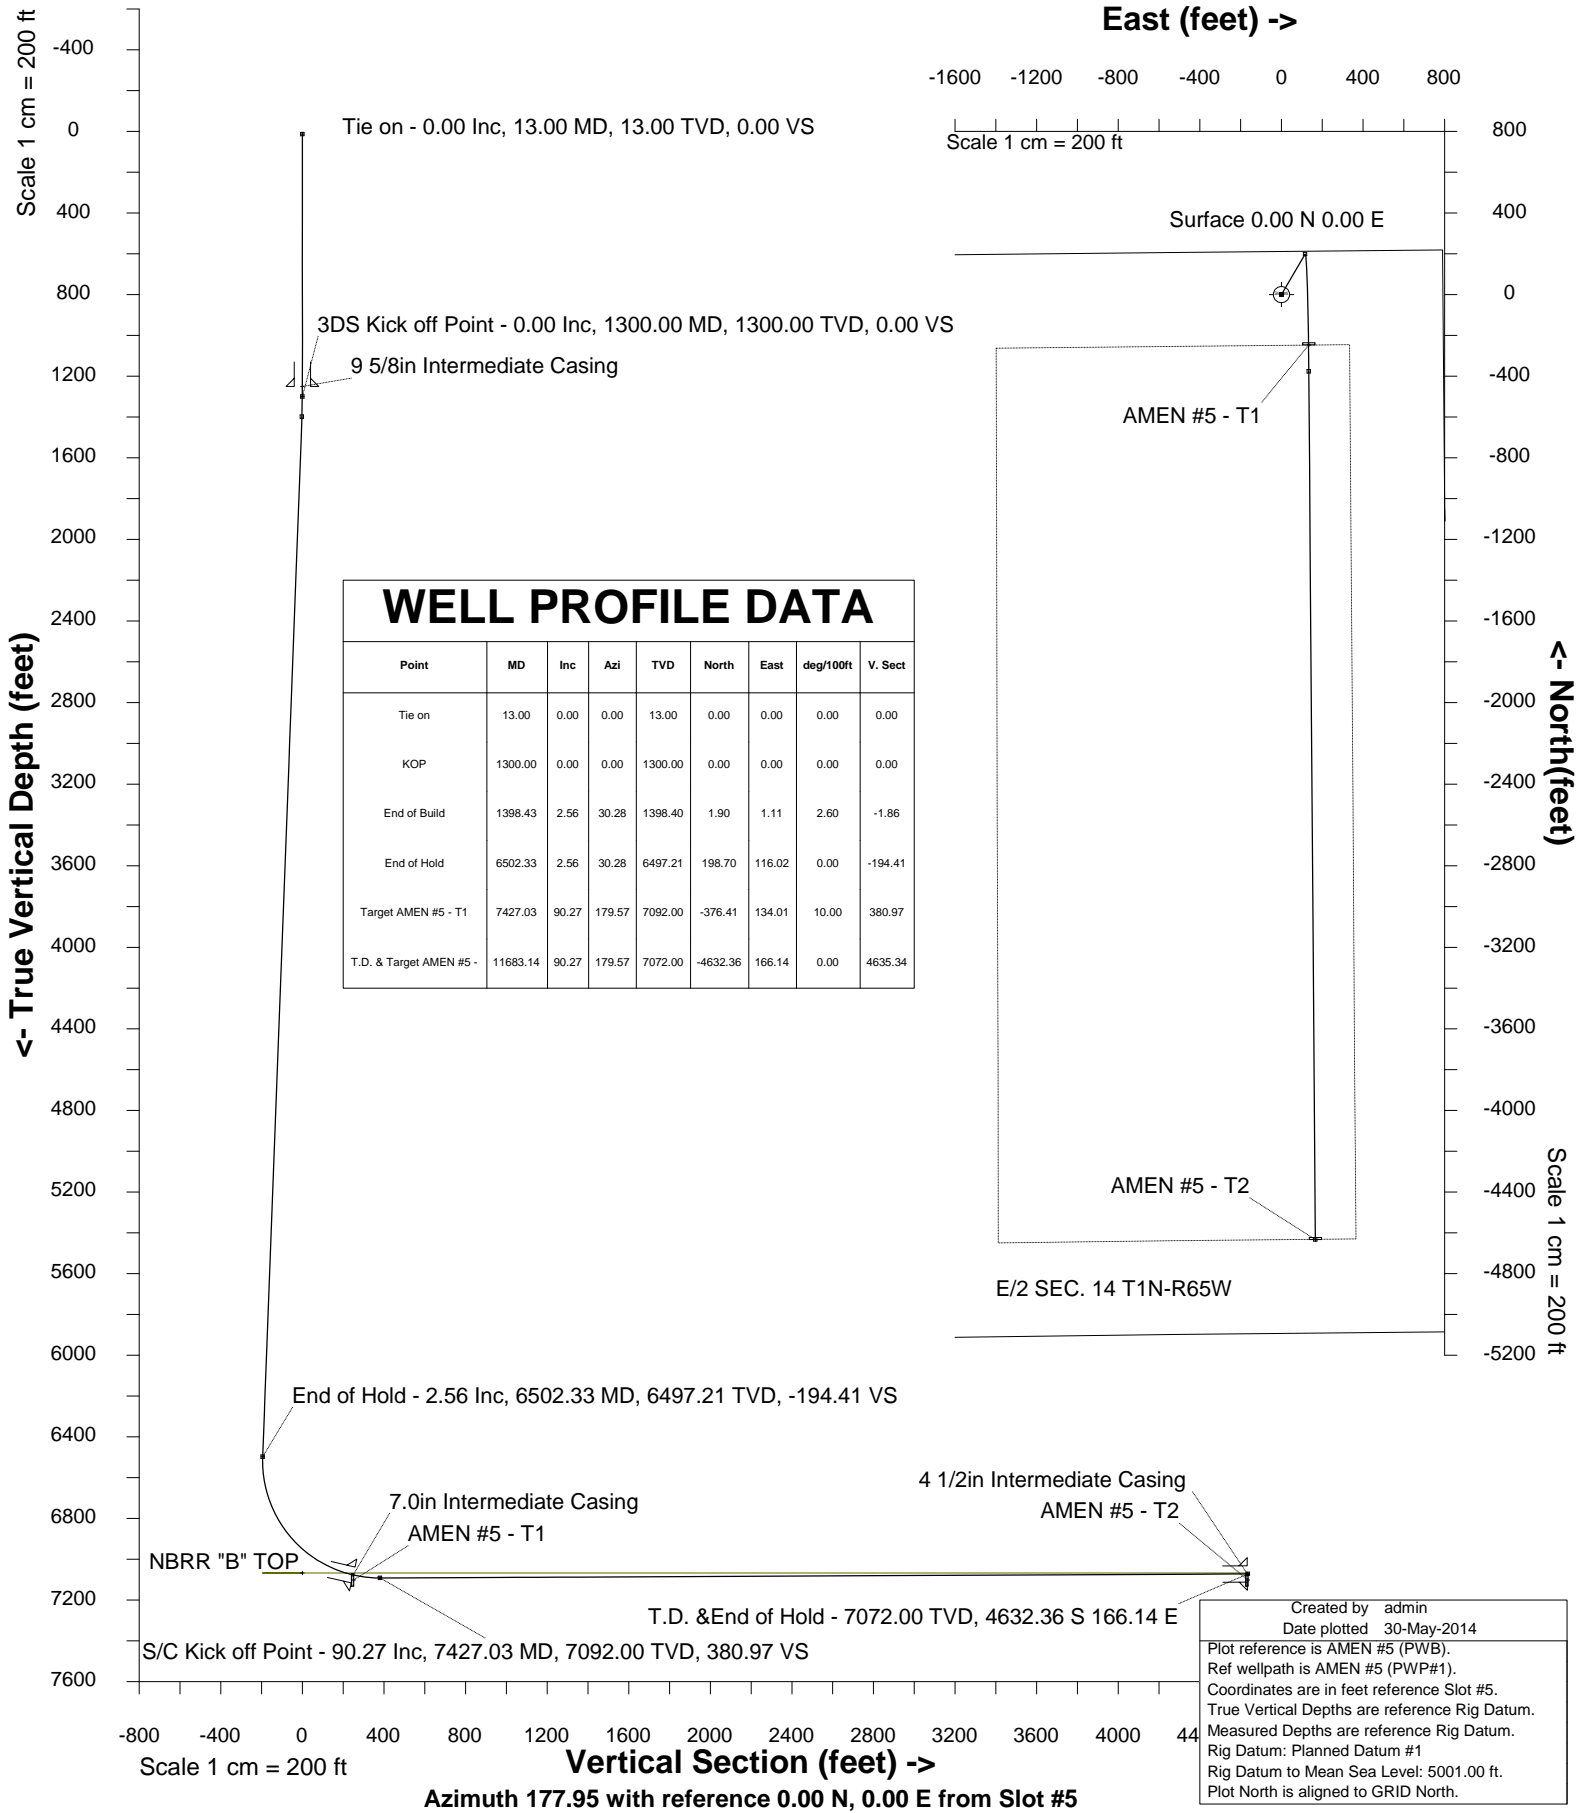 East (feet) ->
-1600 -1200 -800 -400 0 400 800
Scale 1 cm = 200 ft
800
400
0
-400
-800
-1200
-1600
-2000
-2400
-2800
-3200
-3600
-4000
-4400
-4800
-5200
<- North(feet)
Scale 1 cm = 200 ft
Surface 0.00 N 0.00 E
AMEN #5 - T1
AMEN #5 - T2
E/2 SEC. 14 T1N-R65W
Scale 1 cm = 200 ft
<- True Vertical Depth (feet)
-400
0
400
800
1200
1600
2000
2400
2800
3200
3600
4000
4400
4800
5200
5600
6000
6400
6800
7200
7600
Tie on - 0.00 Inc, 13.00 MD, 13.00 TVD, 0.00 VS
3DS Kick off Point - 0.00 Inc, 1300.00 MD, 1300.00 TVD, 0.00 VS
9 5/8in Intermediate Casing
WELL PROFILE DATA
Point MD Inc Azi TVD North East deg/100ft V. Sect
Tie on 13.00 0.00 0.00 13.00 0.00 0.00 0.00 0.00
KOP 1300.00 0.00 0.00 1300.00 0.00 0.00 0.00 0.00
End of Build 1398.43 2.56 30.28 1398.40 1.90 1.11 2.60 -1.86
End of Hold 6502.33 2.56 30.28 6497.21 198.70 116.02 0.00 -194.41
Target AMEN #5 - T1 7427.03 90.27 179.57 7092.00 -376.41 134.01 10.00 380.97
T.D. & Target AMEN #5 - 11683.14 90.27 179.57 7072.00 -4632.36 166.14 0.00 4635.34
End of Hold - 2.56 Inc, 6502.33 MD, 6497.21 TVD, -194.41 VS
7.0in Intermediate Casing
AMEN #5 - T1
4 1/2in Intermediate Casing
AMEN #5 - T2
NBRR "B" TOP
T.D. &End of Hold - 7072.00 TVD, 4632.36 S 166.14 E
S/C Kick off Point - 90.27 Inc, 7427.03 MD, 7092.00 TVD, 380.97 VS
-800 -400 0 400 800 1200 1600 2000 2400 2800 3200 3600 4000 44
Scale 1 cm = 200 ft
Vertical Section (feet) ->
Azimuth 177.95 with reference 0.00 N, 0.00 E from Slot #5
Created by admin
Date plotted 30-May-2014
Plot reference is AMEN #5 (PWB).
Ref wellpath is AMEN #5 (PWP#1).
Coordinates are in feet reference Slot #5.
True Vertical Depths are reference Rig Datum.
Measured Depths are reference Rig Datum.
Rig Datum: Planned Datum #1
Rig Datum to Mean Sea Level: 5001.00 ft.
Plot North is aligned to GRID North.